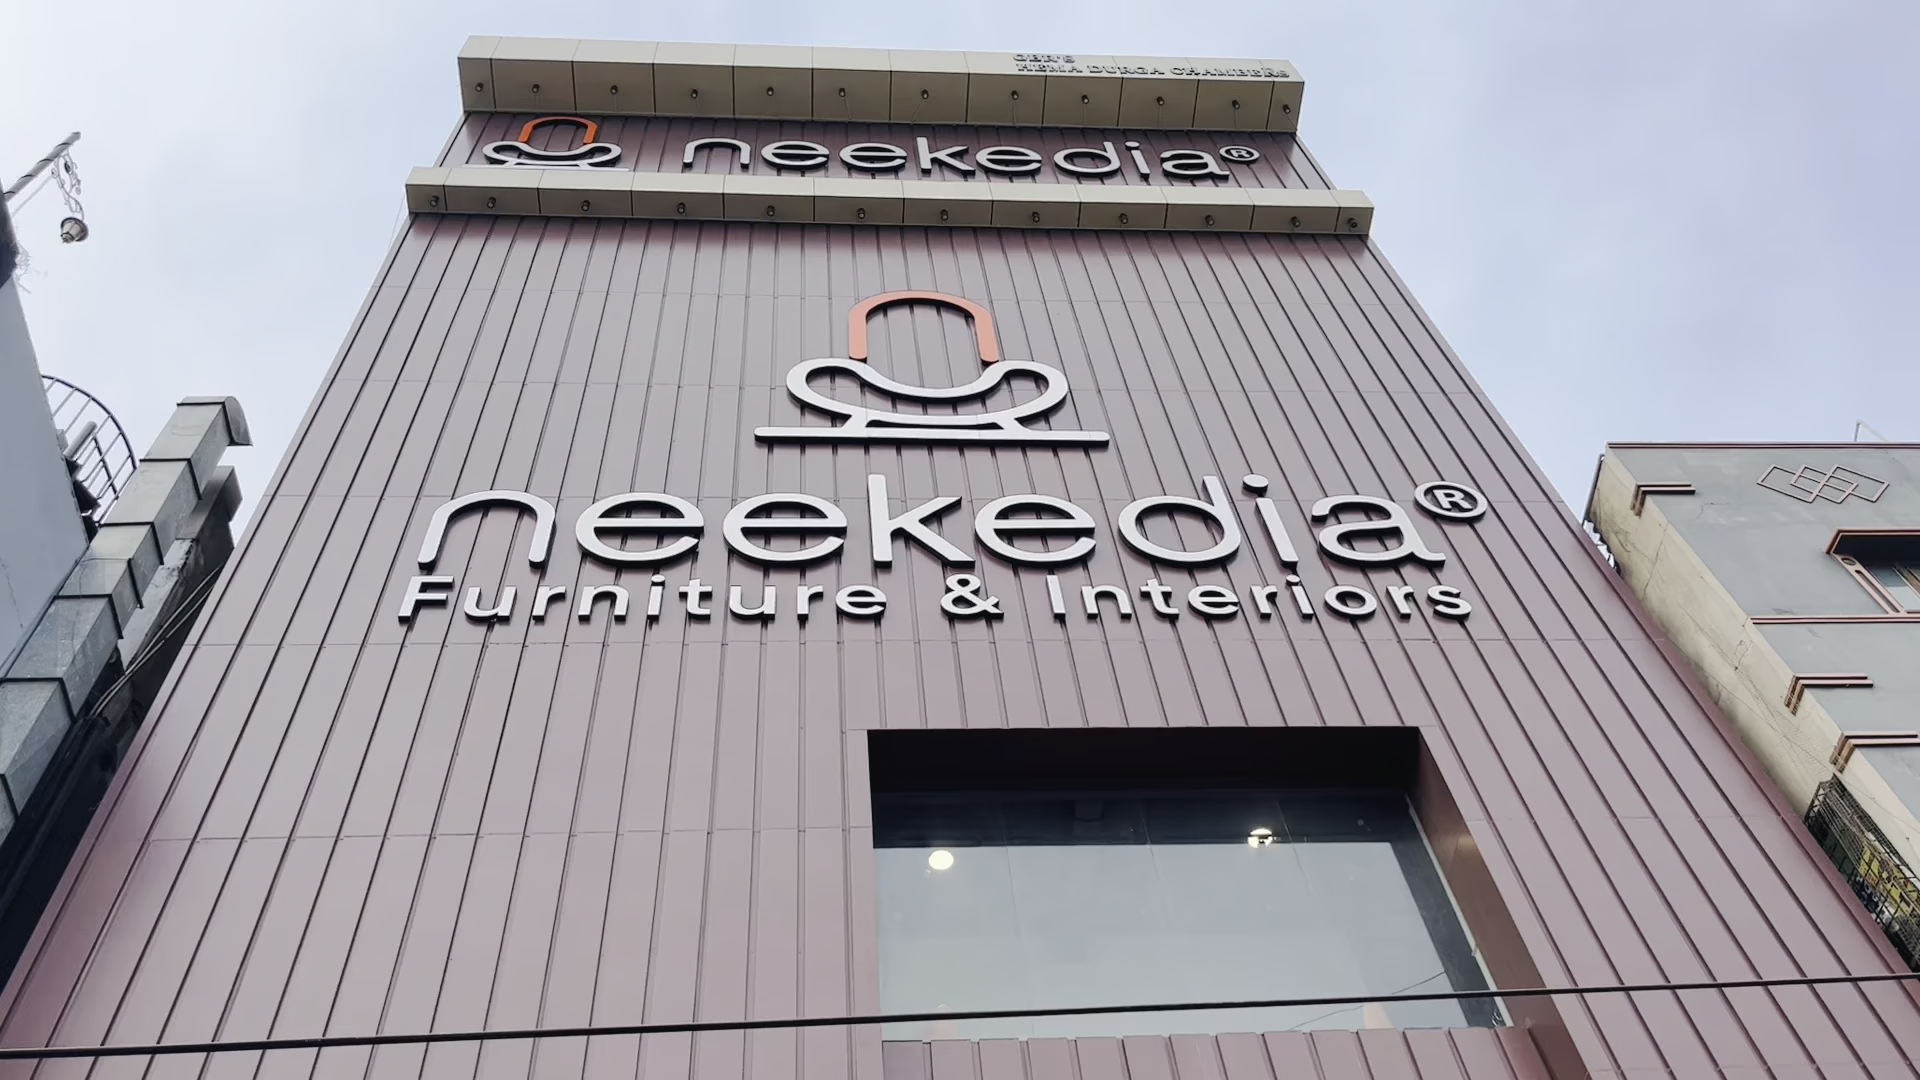 GBR'S
HEMA DURGA CHAMBERS
neekedia®
neekedia®
Furniture & Interiors